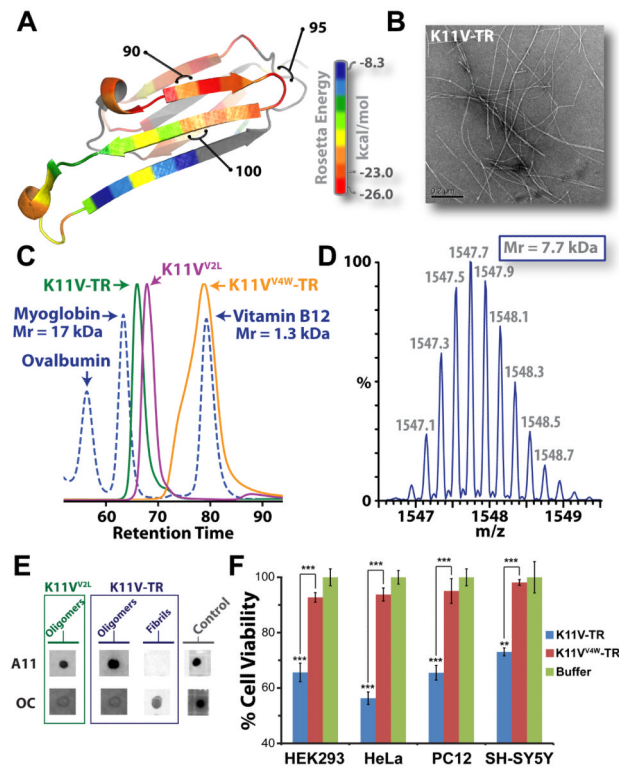 A
90
95
100
Rosetta Energy
kcal/mol
-8.3
-23.0
-26.0
B
K11V-TR
0.2 µm
C
K11V-TR
K11V^V2L
K11V^V4W-TR
Myoglobin
Mr = 17 kDa
Vitamin B12
Mr = 1.3 kDa
Ovalbumin
60 70 80 90
Retention Time
D
Mr = 7.7 kDa
100
%
0
1547.7
1547.5
1547.9
1548.1
1547.3
1548.3
1547.1
1548.5
1548.7
1547 1548 1549
m/z
E
K11V^V2L K11V-TR
Oligomers Oligomers Fibrils Control
A11
OC
F
% Cell Viability
100
80
60
40
*** *** *** ***
*** *** *** **
K11V-TR
K11V^V4W-TR
Buffer
HEK293 HeLa PC12 SH-SY5Y